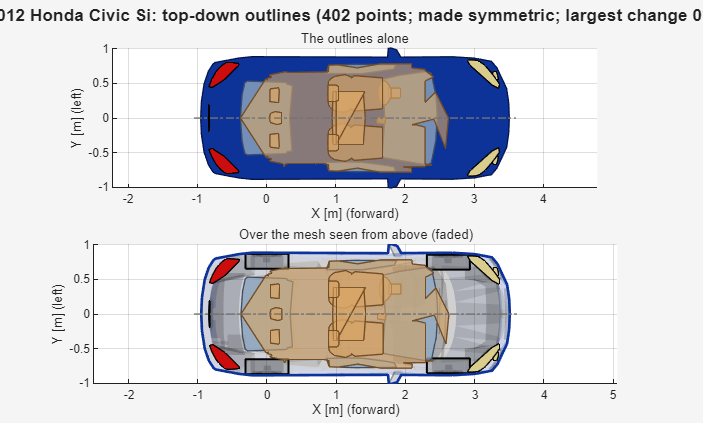 012 Honda Civic Si: top-down outlines (402 points; made symmetric; largest change 0
The outlines alone
1
0.5
0
-0.5
-1
Y [m] (left)
-2 -1 0 1 2 3 4
X [m] (forward)
Over the mesh seen from above (faded)
1
0.5
0
-0.5
-1
Y [m] (left)
-2 -1 0 1 2 3 4 5
X [m] (forward)